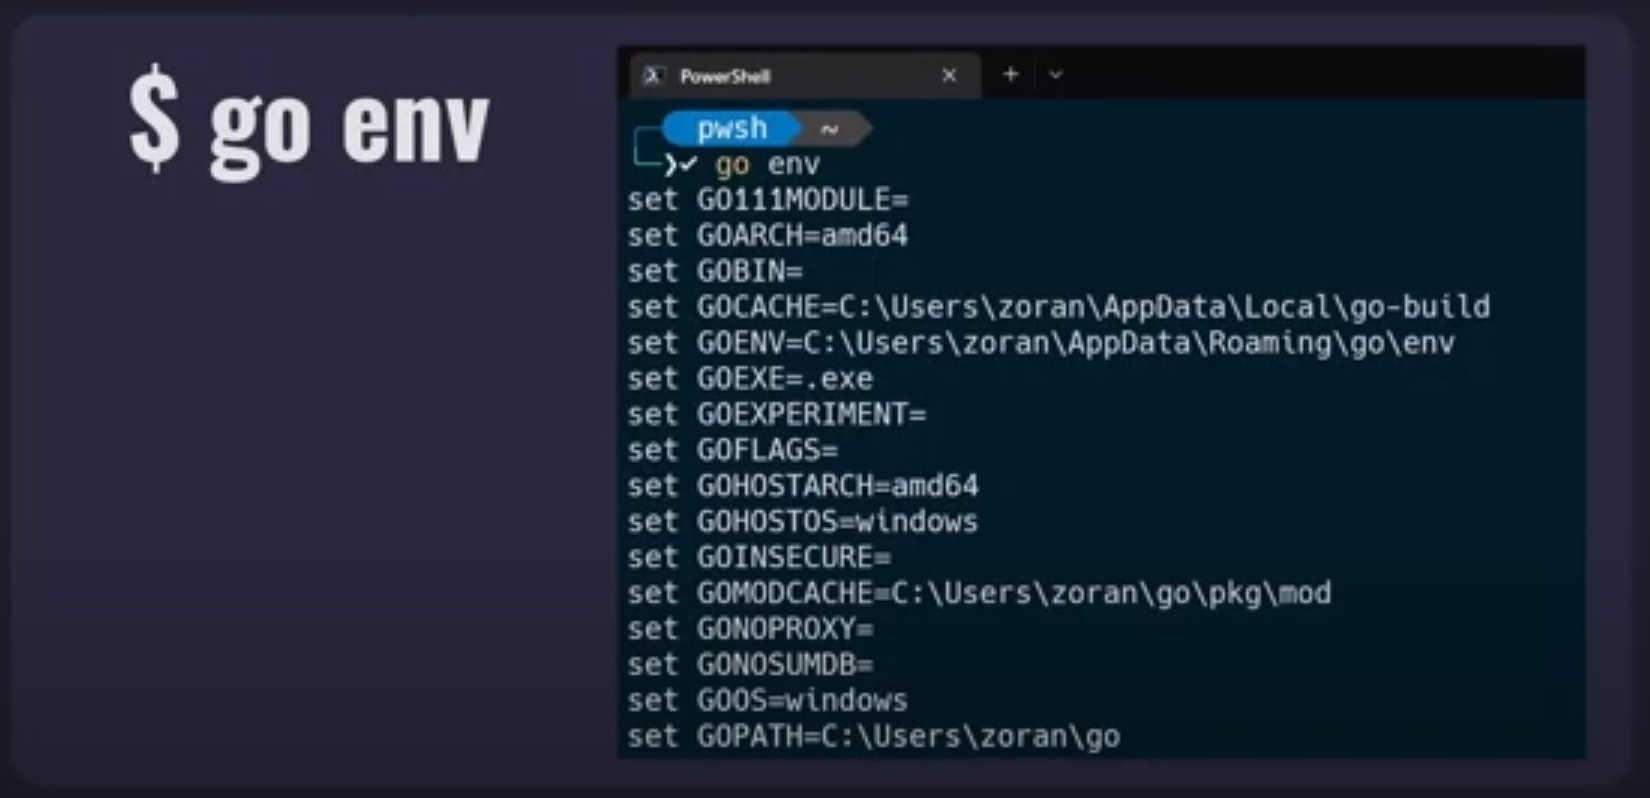 $ go env
PowerShell
pwsh ~
go env
set GO111MODULE=
set GOARCH=amd64
set GOBIN=
set GOCACHE=C:\Users\zoran\AppData\Local\go-build
set GOENV=C:\Users\zoran\AppData\Roaming\go\env
set GOEXE=.exe
set GOEXPERIMENT=
set GOFLAGS=
set GOHOSTARCH=amd64
set GOHOSTOS=windows
set GOINSECURE=
set GOMODCACHE=C:\Users\zoran\go\pkg\mod
set GONOPROXY=
set GONOSUMDB=
set GOOS=windows
set GOPATH=C:\Users\zoran\go